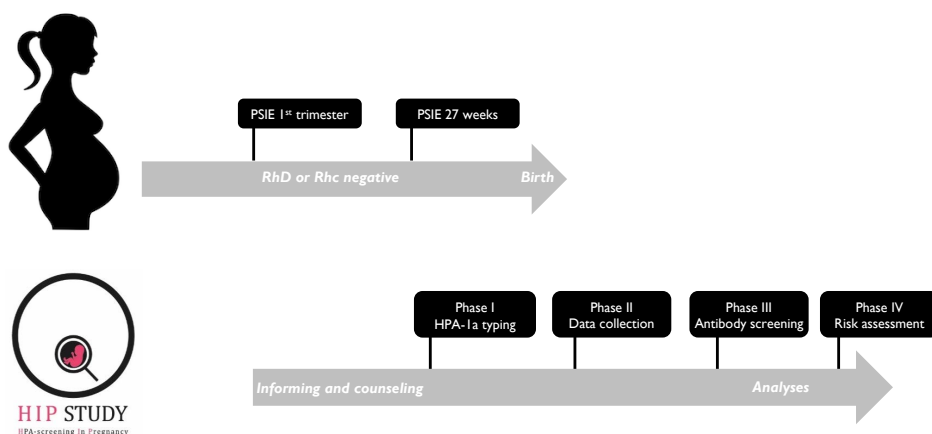 PSIE 1st trimester
PSIE 27 weeks
RhD or Rhc negative
Birth
Phase I
HPA-1a typing
Phase II
Data collection
Phase III
Antibody screening
Phase IV
Risk assessment
Informing and counseling
Analyses
HIP STUDY
HPA-screening In Pregnancy